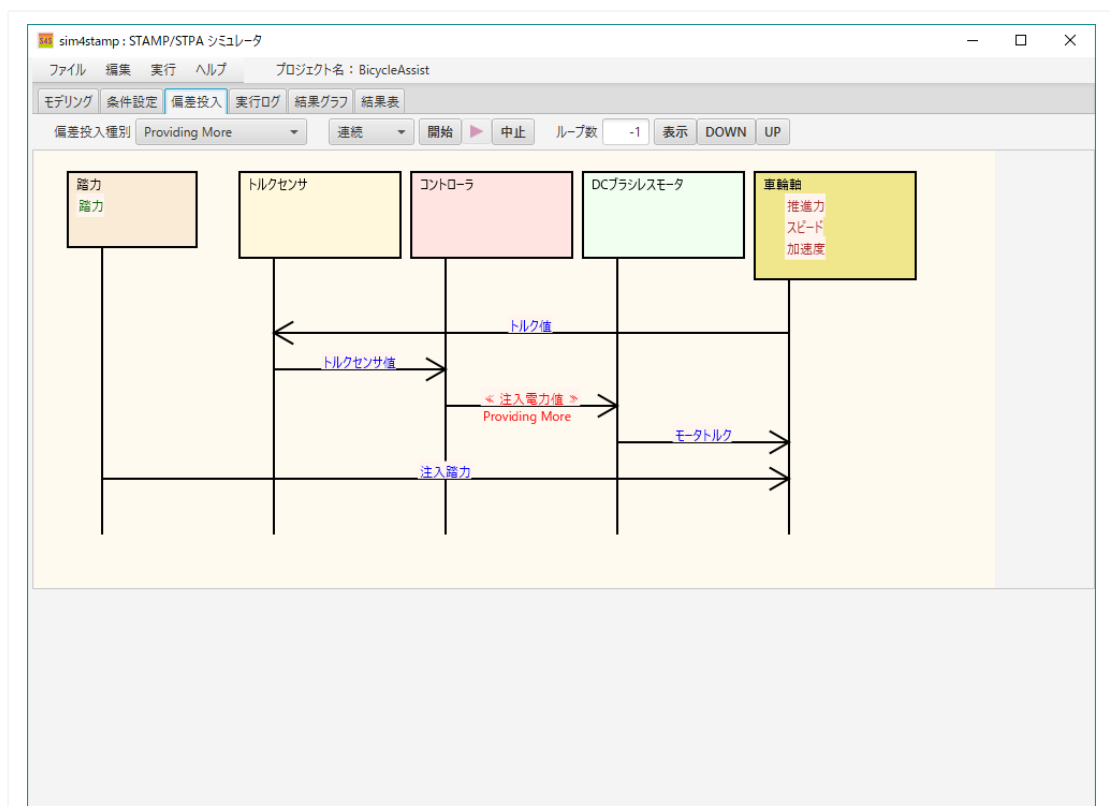 S4S sim4stamp : STAMP/STPA シミュレータ
ファイル 編集 実行 ヘルプ プロジェクト名 : BicycleAssist
モデリング 条件設定 偏差投入 実行ログ 結果グラフ 結果表
偏差投入種別 Providing More 連続 開始 中止 ループ数 -1 表示 DOWN UP
踏力 トルクセンサ コントローラ DCブラシレスモータ 車輪軸
踏力 推進力
スピード
加速度
トルク値
トルクセンサ値
≪ 注入電力値 ≫
Providing More
モータトルク
注入踏力